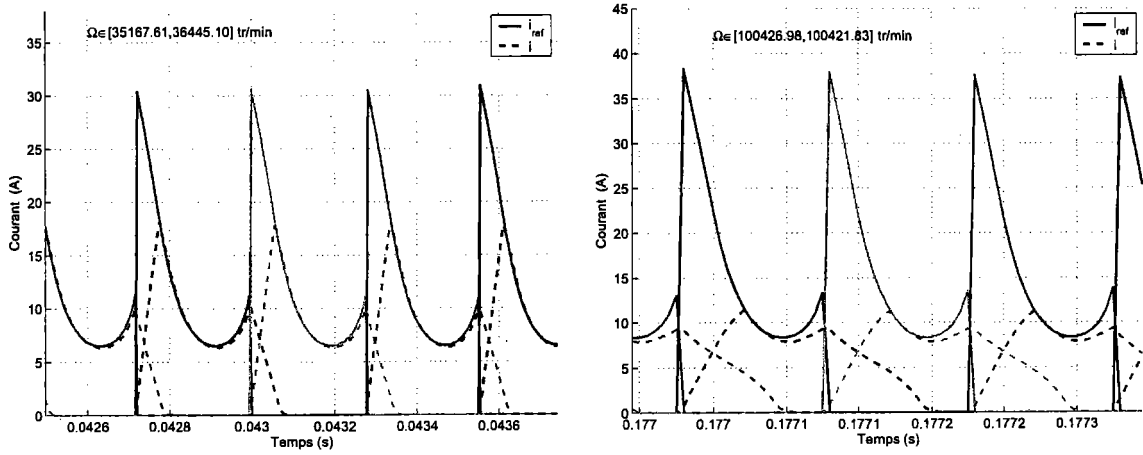 Ω∈[35167.61,36445.10] tr/min
i_ref
i
35
30
25
20
15
10
5
0
Courant (A)
0.0426 0.0428 0.043 0.0432 0.0434 0.0436
Temps (s)
Ω∈[100426.98,100421.83] tr/min
i_ref
i
45
40
35
30
25
20
15
10
5
0
Courant (A)
0.177 0.177 0.1771 0.1771 0.1772 0.1772 0.1773
Temps (s)